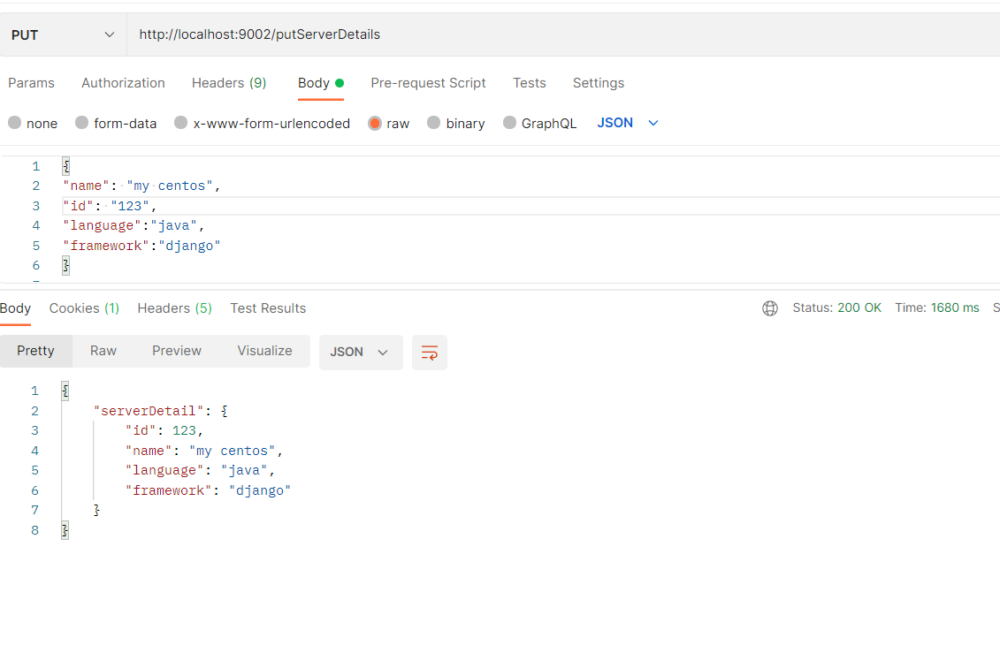 PUT http://localhost:9002/putServerDetails
Params Authorization Headers (9) Body Pre-request Script Tests Settings
none form-data x-www-form-urlencoded raw binary GraphQL JSON
1 {
2 "name": "my centos",
3 "id": "123",
4 "language":"java",
5 "framework":"django"
6 }
Body Cookies (1) Headers (5) Test Results Status: 200 OK Time: 1680 ms S
Pretty Raw Preview Visualize JSON
1 {
2 "serverDetail": {
3 "id": 123,
4 "name": "my centos",
5 "language": "java",
6 "framework": "django"
7 }
8 }